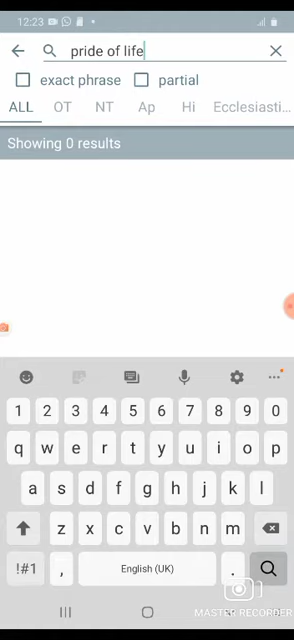 12:23
pride of life
exact phrase partial
ALL OT NT Ap Hi Ecclesiasti...
Showing 0 results
1 2 3 4 5 6 7 8 9 0
q w e r t y u i o p
a s d f g h j k l
z x c v b n m
!#1 , English (UK) .
MASTER RECORDER